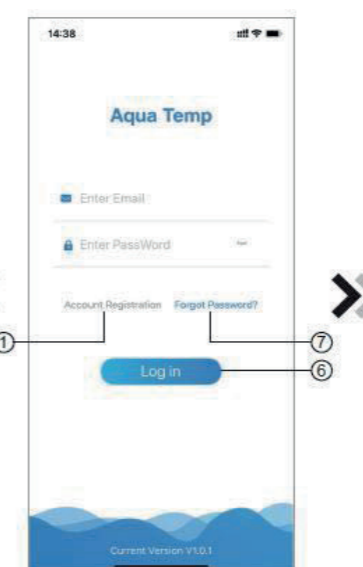 14:38
Aqua Temp
Enter Email
Enter PassWord
Account Registration Forgot Password?
① ⑦
Log in ⑥
Current Version V1.0.1